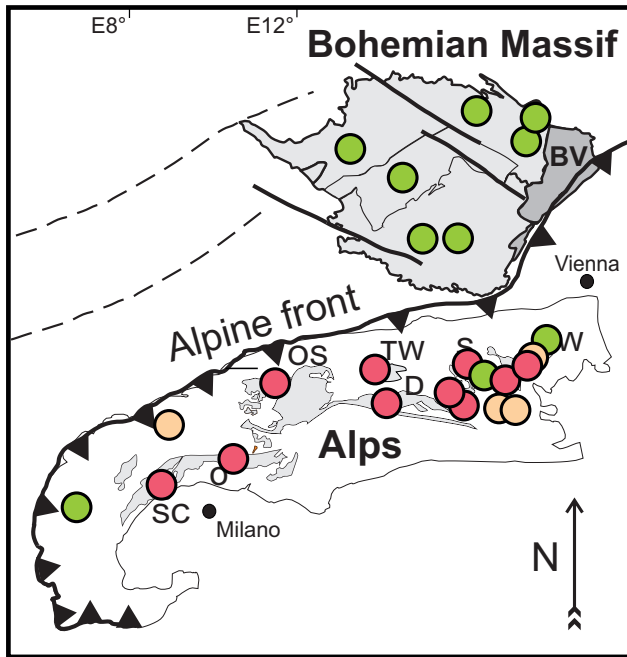 E8° E12°
Bohemian Massif
BV
Vienna
Alpine front
OS TW S W
D
Alps
O
SC
Milano
N